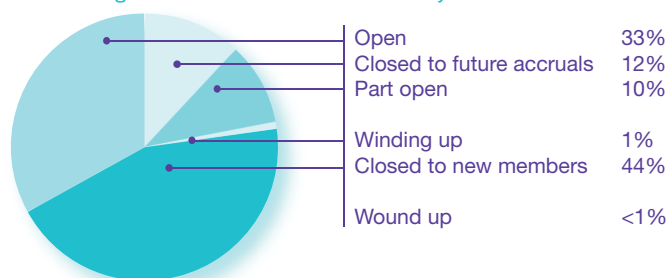 Open 33%
Closed to future accruals 12%
Part open 10%
Winding up 1%
Closed to new members 44%
Wound up <1%